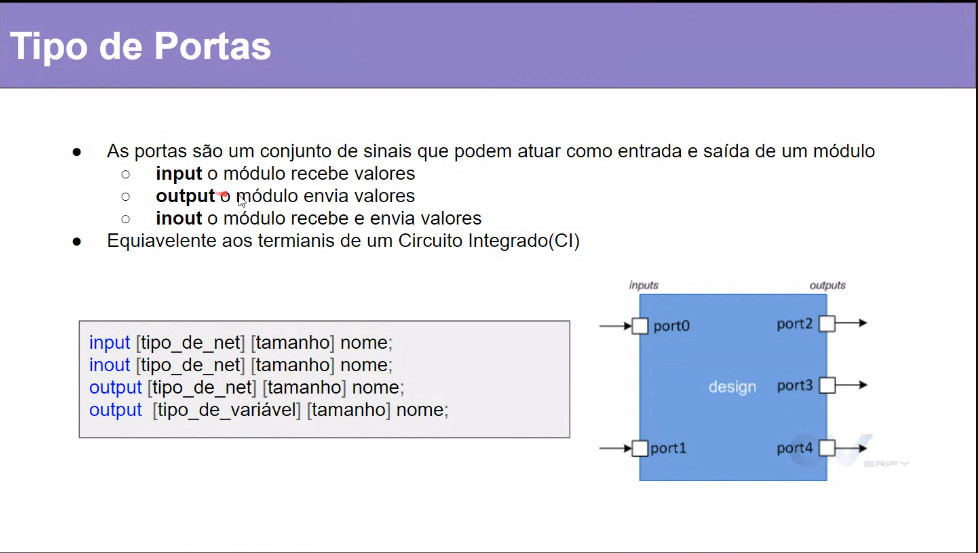 Tipo de Portas
● As portas são um conjunto de sinais que podem atuar como entrada e saída de um módulo
○ input o módulo recebe valores
○ output o módulo envia valores
○ inout o módulo recebe e envia valores
● Equiavelente aos termianis de um Circuito Integrado(CI)
input [tipo_de_net] [tamanho] nome;
inout [tipo_de_net] [tamanho] nome;
output [tipo_de_net] [tamanho] nome;
output [tipo_de_variável] [tamanho] nome;
inputs
outputs
port0
port2
design
port3
port1
port4